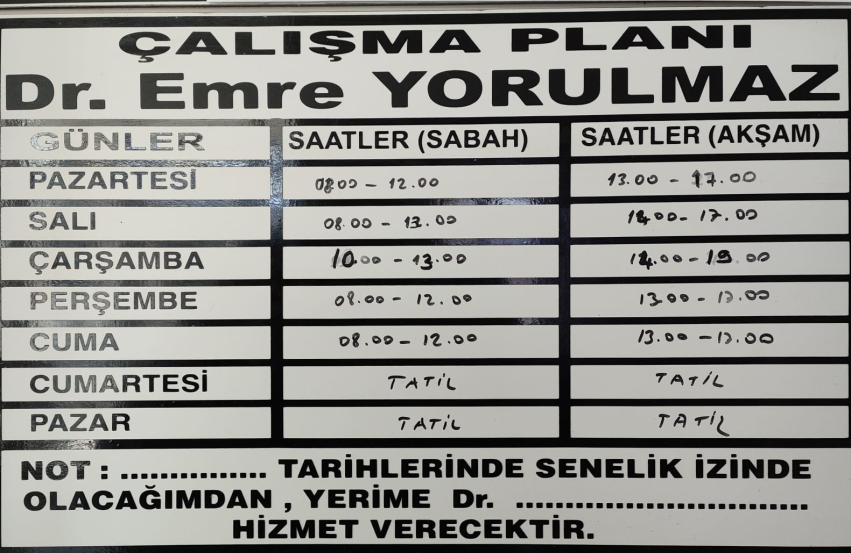 ÇALIŞMA PLANI
Dr. Emre YORULMAZ
GÜNLER SAATLER (SABAH) SAATLER (AKŞAM)
PAZARTESİ 08.00 - 12.00 13.00 - 17.00
SALI 08.00 - 13.00 14.00 - 17.00
ÇARŞAMBA 10.00 - 13.00 14.00 - 19.00
PERŞEMBE 08.00 - 12.00 13.00 - 17.00
CUMA 08.00 - 12.00 13.00 - 17.00
CUMARTESİ TATİL TATİL
PAZAR TATİL TATİL
NOT : ............... TARİHLERİNDE SENELİK İZİNDE
OLACAĞIMDAN , YERİME Dr. .............................
HİZMET VERECEKTİR.